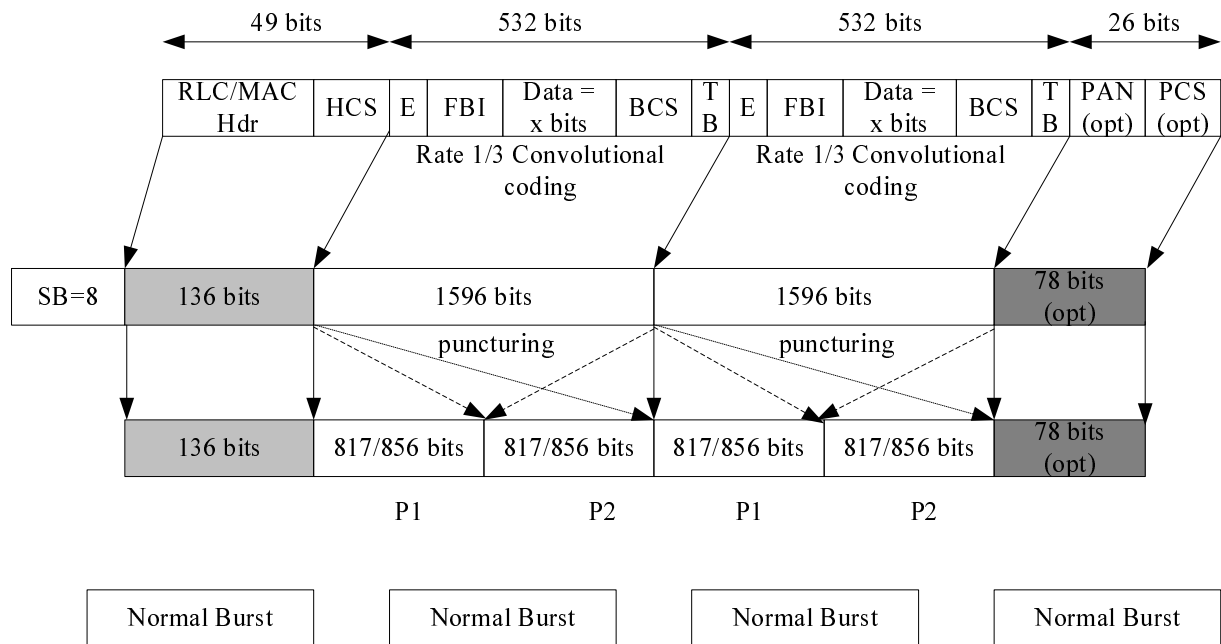 49 bits 532 bits 532 bits 26 bits
RLC/MAC Hdr HCS E FBI Data = x bits BCS T B E FBI Data = x bits BCS T B PAN (opt) PCS (opt)
Rate 1/3 Convolutional coding Rate 1/3 Convolutional coding
SB=8 136 bits 1596 bits 1596 bits 78 bits (opt)
puncturing puncturing
136 bits 817/856 bits 817/856 bits 817/856 bits 817/856 bits 78 bits (opt)
P1 P2 P1 P2
Normal Burst Normal Burst Normal Burst Normal Burst